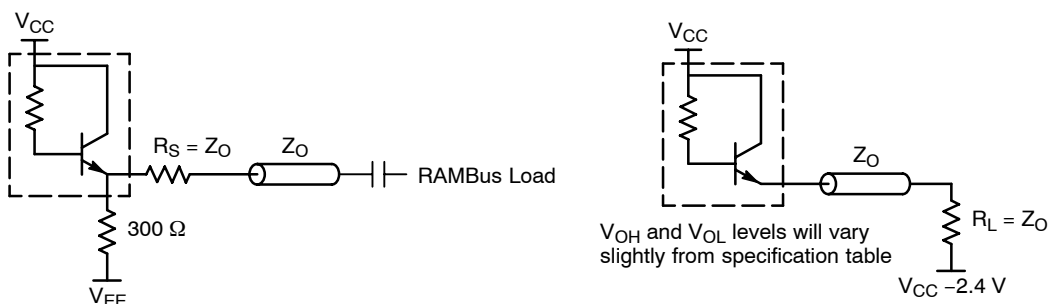 VCC
RS = ZO
ZO
RAMBus Load
300 Ω
VEE
VCC
ZO
RL = ZO
VOH and VOL levels will vary
slightly from specification table
VCC −2.4 V